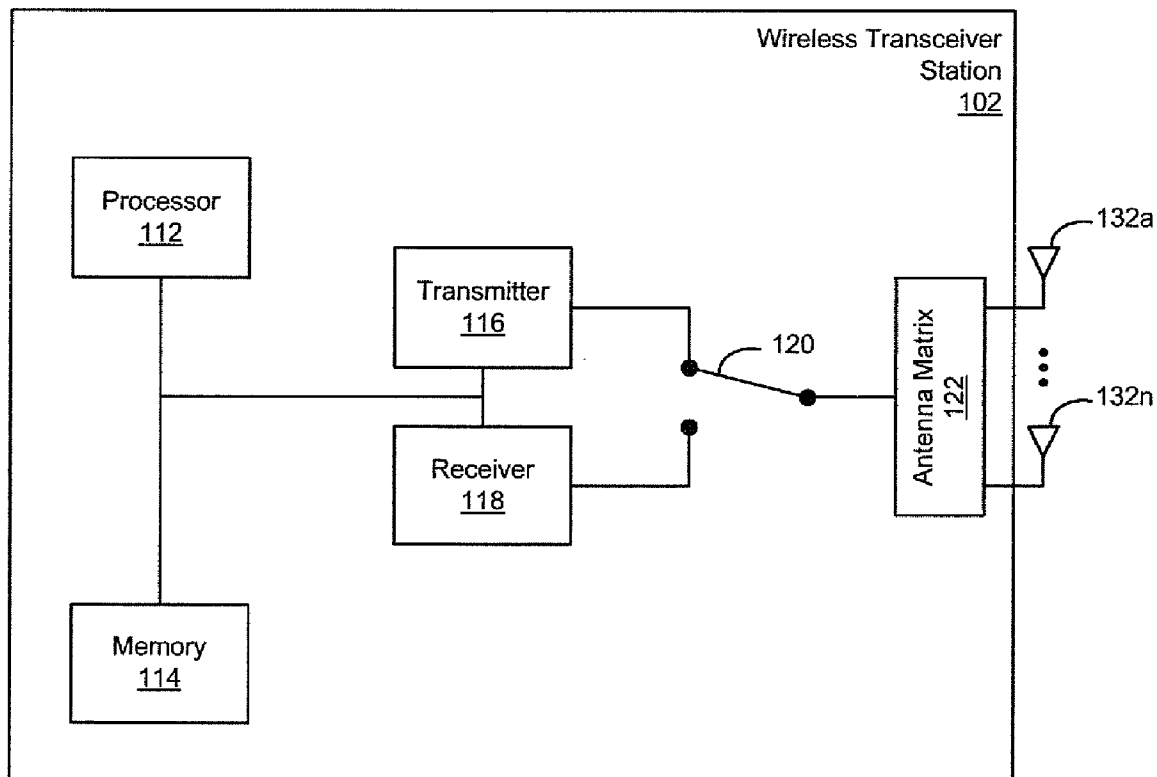 Wireless Transceiver
Station
102
Processor
112
Transmitter
116
120
Receiver
118
Memory
114
Antenna Matrix
122
132a
132n